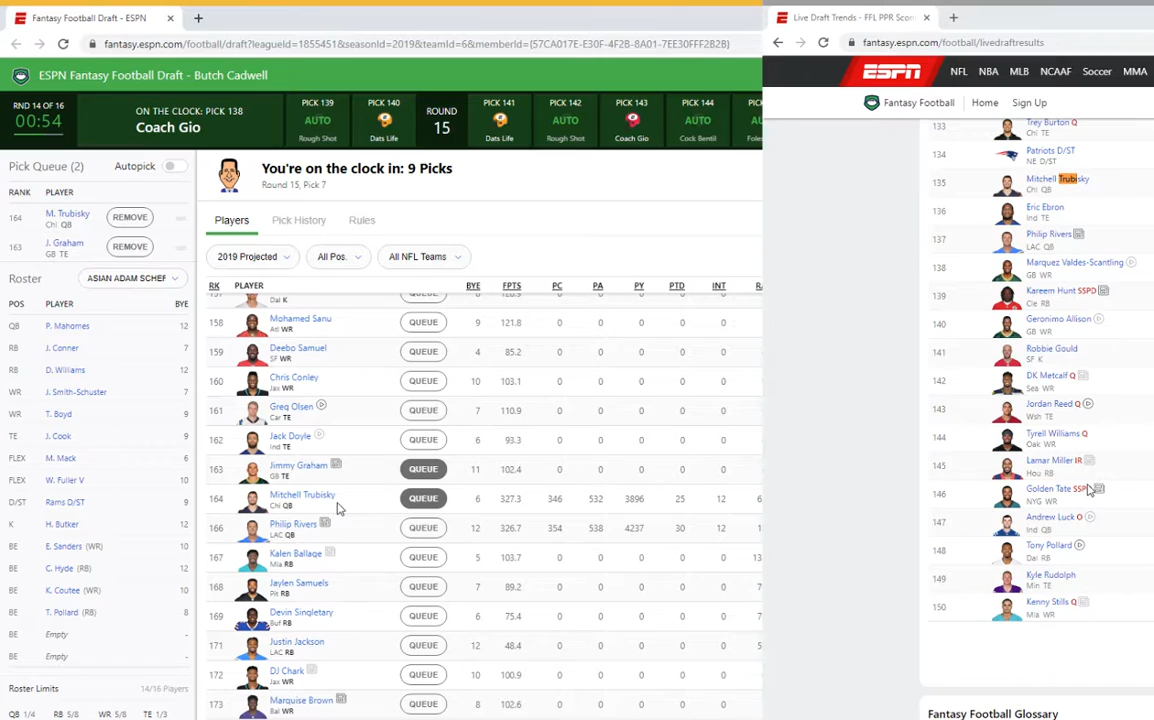 Fantasy Football Draft - ESPN
fantasy.espn.com/football/draft?leagueId=1855451&seasonId=2019&teamId=6&memberId={57CA017E-E30F-4F2B-8A01-7EE30FFF2B2B}
ESPN Fantasy Football Draft - Butch Cadwell
RND 14 OF 16
00:54
ON THE CLOCK: PICK 138
Coach Gio
PICK 139
AUTO
Rough Shot
PICK 140
Dats Life
ROUND
15
PICK 141
Dats Life
PICK 142
AUTO
Rough Shot
PICK 143
Coach Gio
PICK 144
AUTO
Cock Bentil
Pick Queue (2)
Autopick
RANK PLAYER
164 M. Trubisky REMOVE
Chi QB
163 J. Graham REMOVE
GB TE
Roster
ASIAN ADAM SCHEF
POS PLAYER BYE
QB P. Mahomes 12
RB J. Conner 7
RB D. Williams 12
WR J. Smith-Schuster 7
WR T. Boyd 9
TE J. Cook 9
FLEX M. Mack 6
FLEX W. Fuller V 10
D/ST Rams D/ST 9
K H. Butker 12
BE E. Sanders (WR) 10
BE C. Hyde (RB) 12
BE K. Coutee (WR) 10
BE T. Pollard (RB) 8
BE Empty -
BE Empty -
Roster Limits 14/16 Players
QB 1/4 RB 5/8 WR 5/8 TE 1/3
You're on the clock in: 9 Picks
Round 15, Pick 7
Players Pick History Rules
2019 Projected All Pos. All NFL Teams
RK PLAYER BYE FPTS PC PA PY PTD INT
Dal K QUEUE
158 Mohamed Sanu QUEUE 9 121.8 0 0 0 0 0
Atl WR
159 Deebo Samuel QUEUE 4 85.2 0 0 0 0 0
SF WR
160 Chris Conley QUEUE 10 103.1 0 0 0 0 0
Jax WR
161 Greg Olsen QUEUE 7 110.9 0 0 0 0 0
Car TE
162 Jack Doyle QUEUE 6 93.3 0 0 0 0 0
Ind TE
163 Jimmy Graham QUEUE 11 102.4 0 0 0 0 0
GB TE
164 Mitchell Trubisky QUEUE 6 327.3 346 532 3896 25 12
Chi QB
166 Philip Rivers QUEUE 12 326.7 354 538 4237 30 12
LAC QB
167 Kalen Ballage QUEUE 5 103.7 0 0 0 0 0
Mia RB
168 Jaylen Samuels QUEUE 7 89.2 0 0 0 0 0
Pit RB
169 Devin Singletary QUEUE 6 75.4 0 0 0 0 0
Buf RB
171 Justin Jackson QUEUE 12 48.4 0 0 0 0 0
LAC RB
172 DJ Chark QUEUE 10 100.9 0 0 0 0 0
Jax WR
173 Marquise Brown QUEUE 8 102.6 0 0 0 0 0
Bal WR
Live Draft Trends - FFL PPR Scor
fantasy.espn.com/football/livedraftresults
ESPN NFL NBA MLB NCAAF Soccer MMA
Fantasy Football Home Sign Up
133 Trey Burton Q
Chi TE
134 Patriots D/ST
NE D/ST
135 Mitchell Trubisky
Chi QB
136 Eric Ebron
Ind TE
137 Philip Rivers
LAC QB
138 Marquez Valdes-Scantling
GB WR
139 Kareem Hunt SSPD
Cle RB
140 Geronimo Allison
GB WR
141 Robbie Gould
SF K
142 DK Metcalf Q
Sea WR
143 Jordan Reed Q
Wsh TE
144 Tyrell Williams Q
Oak WR
145 Lamar Miller IR
Hou RB
146 Golden Tate SSP
NYG WR
147 Andrew Luck O
Ind QB
148 Tony Pollard
Dal RB
149 Kyle Rudolph
Min TE
150 Kenny Stills Q
Mia WR
Fantasy Football Glossary